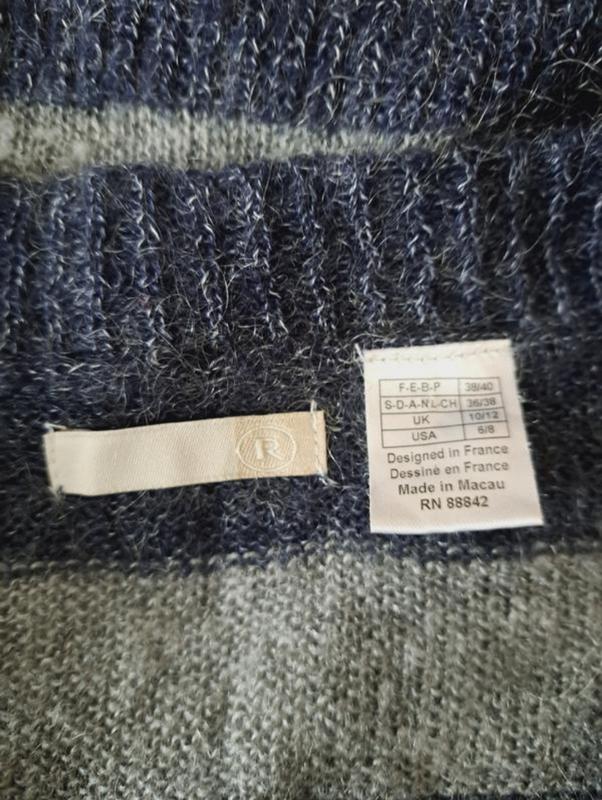 R
F-E-B-P 38/40
S-D-A-NL-CH 36/38
UK 10/12
USA 6/8
Designed in France
Dessiné en France
Made in Macau
RN 88842